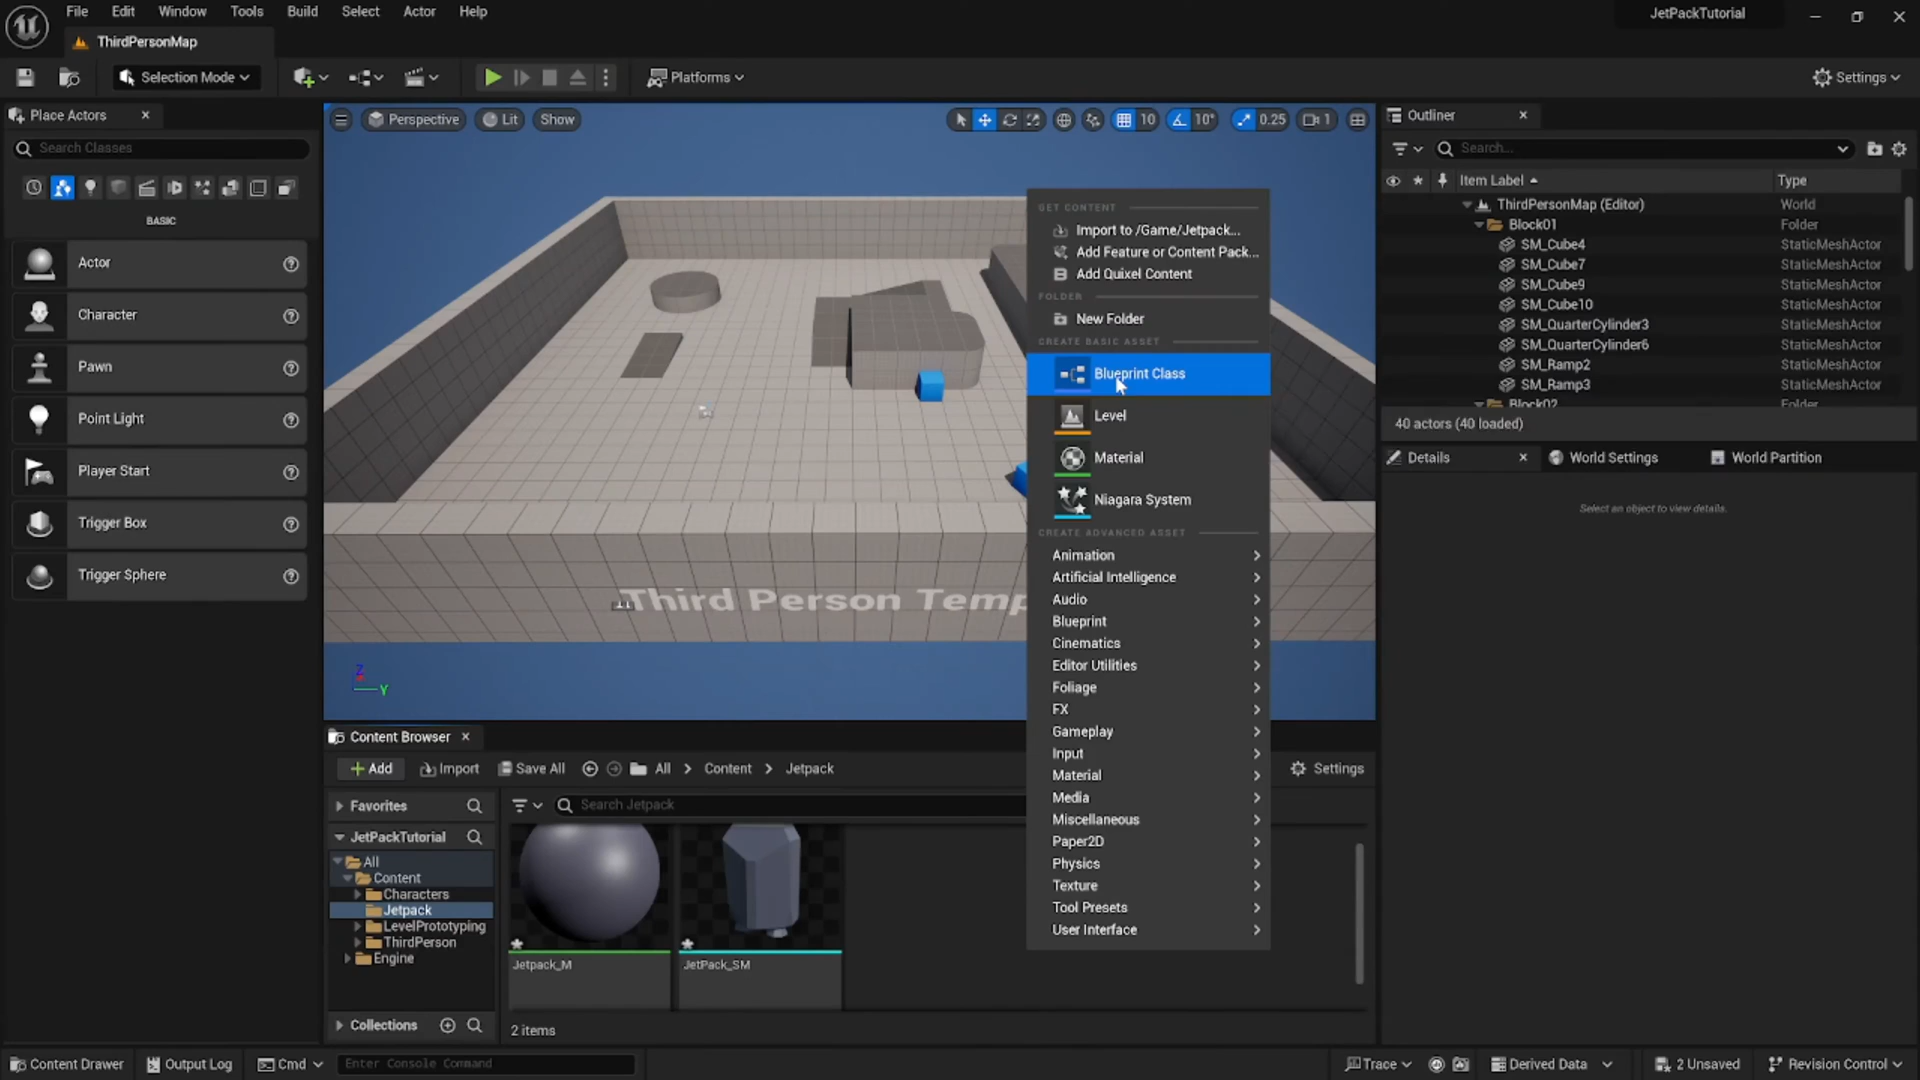 File Edit Window Tools Build Select Actor Help
JetPackTutorial
ThirdPersonMap
Selection Mode
Platforms
Settings
Place Actors
Search Classes
BASIC
Actor
Character
Pawn
Point Light
Player Start
Trigger Box
Trigger Sphere
Perspective Lit Show
10 10° 0.25 1
Third Person Temp
Z
Y
GET CONTENT
Import to /Game/Jetpack...
Add Feature or Content Pack...
Add Quixel Content
FOLDER
New Folder
CREATE BASIC ASSET
Blueprint Class
Level
Material
Niagara System
CREATE ADVANCED ASSET
Animation
Artificial Intelligence
Audio
Blueprint
Cinematics
Editor Utilities
Foliage
FX
Gameplay
Input
Material
Media
Miscellaneous
Paper2D
Physics
Texture
Tool Presets
User Interface
Outliner
Search...
Item Label Type
ThirdPersonMap (Editor) World
Block01 Folder
SM_Cube4 StaticMeshActor
SM_Cube7 StaticMeshActor
SM_Cube9 StaticMeshActor
SM_Cube10 StaticMeshActor
SM_QuarterCylinder3 StaticMeshActor
SM_QuarterCylinder6 StaticMeshActor
SM_Ramp2 StaticMeshActor
SM_Ramp3 StaticMeshActor
Block02 Folder
40 actors (40 loaded)
Details World Settings World Partition
Select an object to view details.
Content Browser
Add Import Save All All Content Jetpack
Settings
Favorites
Search Jetpack
JetPackTutorial
All
Content
Characters
Jetpack
LevelPrototyping
ThirdPerson
Engine
Collections
Jetpack_M
JetPack_SM
2 items
Content Drawer Output Log Cmd Enter Console Command
Trace Derived Data 2 Unsaved Revision Control